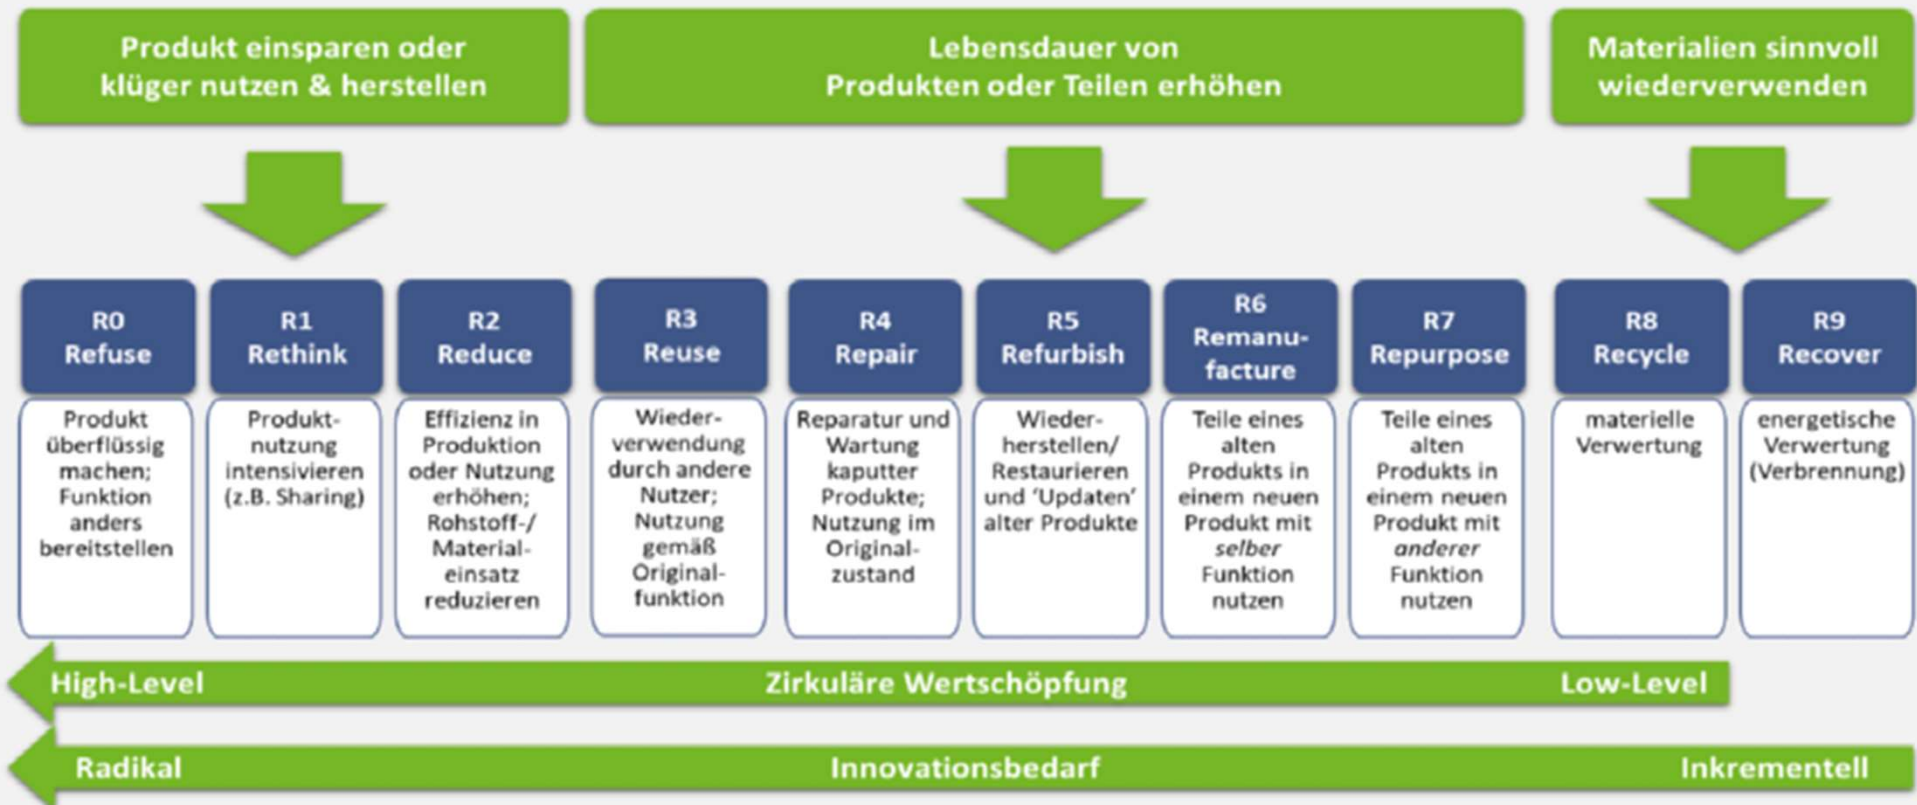 Produkt einsparen oder
klüger nutzen & herstellen
Lebensdauer von
Produkten oder Teilen erhöhen
Materialien sinnvoll
wiederverwenden
R0
Refuse
Produkt
überflüssig
machen;
Funktion
anders
bereitstellen
R1
Rethink
Produkt-
nutzung
intensivieren
(z.B. Sharing)
R2
Reduce
Effizienz in
Produktion
oder Nutzung
erhöhen;
Rohstoff-/
Material-
einsatz
reduzieren
R3
Reuse
Wieder-
verwendung
durch andere
Nutzer;
Nutzung
gemäß
Original-
funktion
R4
Repair
Reparatur und
Wartung
kaputter
Produkte;
Nutzung im
Original-
zustand
R5
Refurbish
Wieder-
herstellen/
Restaurieren
und ‘Updaten’
alter Produkte
R6
Remanu-
facture
Teile eines
alten
Produkts in
einem neuen
Produkt mit
selber
Funktion
nutzen
R7
Repurpose
Teile eines
alten
Produkts in
einem neuen
Produkt mit
anderer
Funktion
nutzen
R8
Recycle
materielle
Verwertung
R9
Recover
energetische
Verwertung
(Verbrennung)
High-Level Zirkuläre Wertschöpfung Low-Level
Radikal Innovationsbedarf Inkrementell